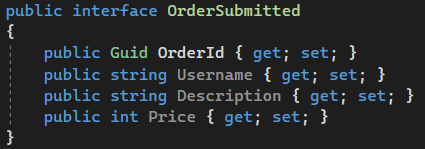 public interface OrderSubmitted
{
    public Guid OrderId { get; set; }
    public string Username { get; set; }
    public string Description { get; set; }
    public int Price { get; set; }
}